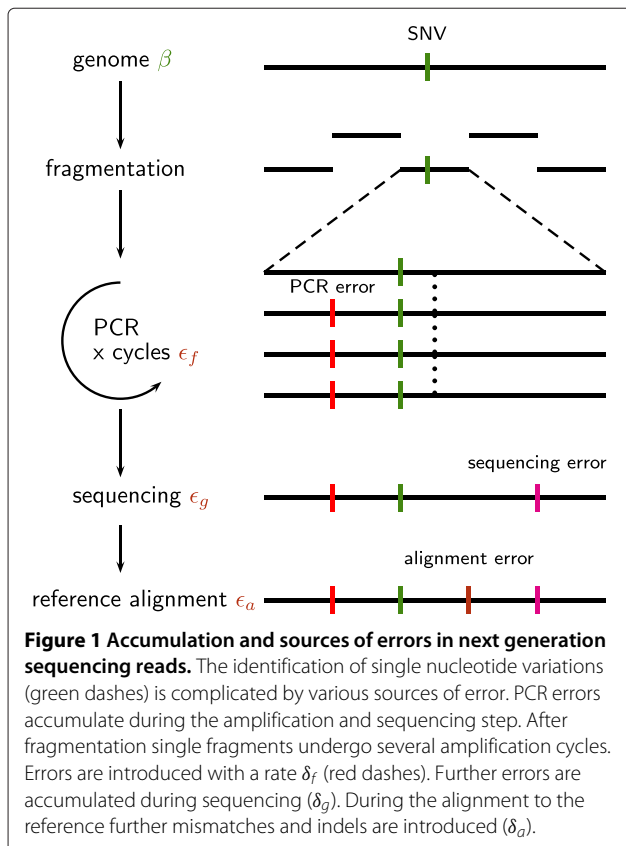 SNV
genome β
fragmentation
PCR error
PCR
x cycles ϵf
sequencing error
sequencing ϵg
alignment error
reference alignment ϵa
Figure 1 Accumulation and sources of errors in next generation
sequencing reads. The identification of single nucleotide variations
(green dashes) is complicated by various sources of error. PCR errors
accumulate during the amplification and sequencing step. After
fragmentation single fragments undergo several amplification cycles.
Errors are introduced with a rate δf (red dashes). Further errors are
accumulated during sequencing (δg). During the alignment to the
reference further mismatches and indels are introduced (δa).